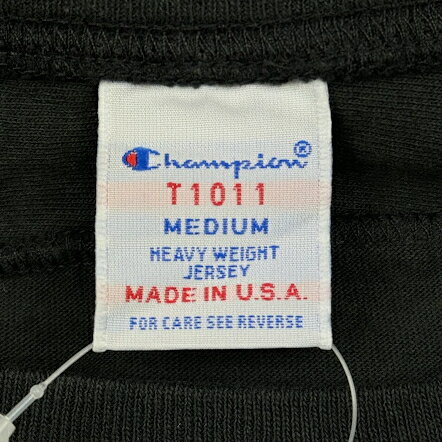 Champion®
T1011
MEDIUM
HEAVY WEIGHT
JERSEY
MADE IN U.S.A.
FOR CARE SEE REVERSE